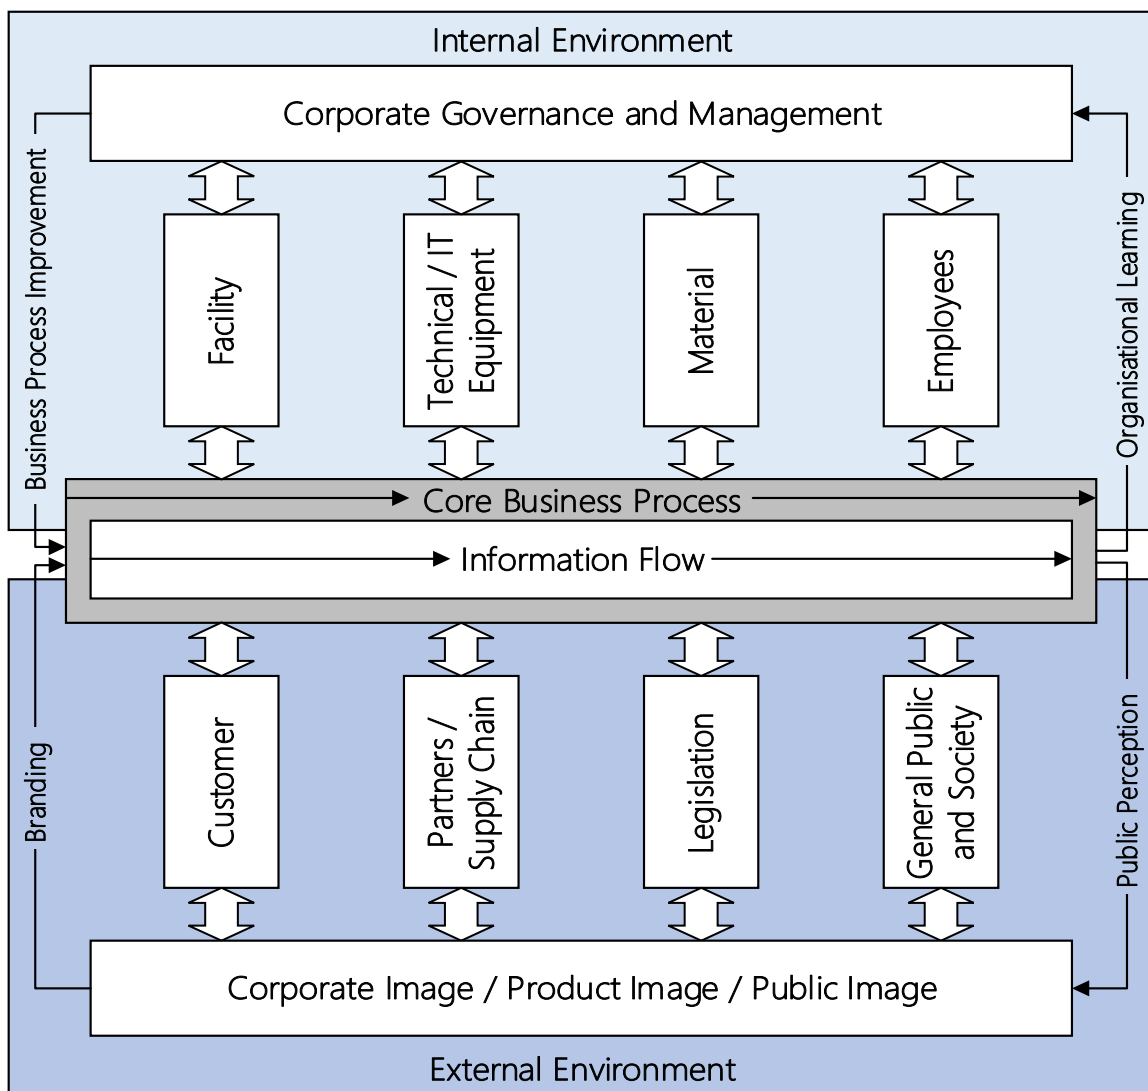 Internal Environment
Corporate Governance and Management
Business Process Improvement
Facility
Technical / IT
Equipment
Material
Employees
Organisational Learning
Core Business Process
Information Flow
Branding
Customer
Partners /
Supply Chain
Legislation
General Public
and Society
Public Perception
Corporate Image / Product Image / Public Image
External Environment